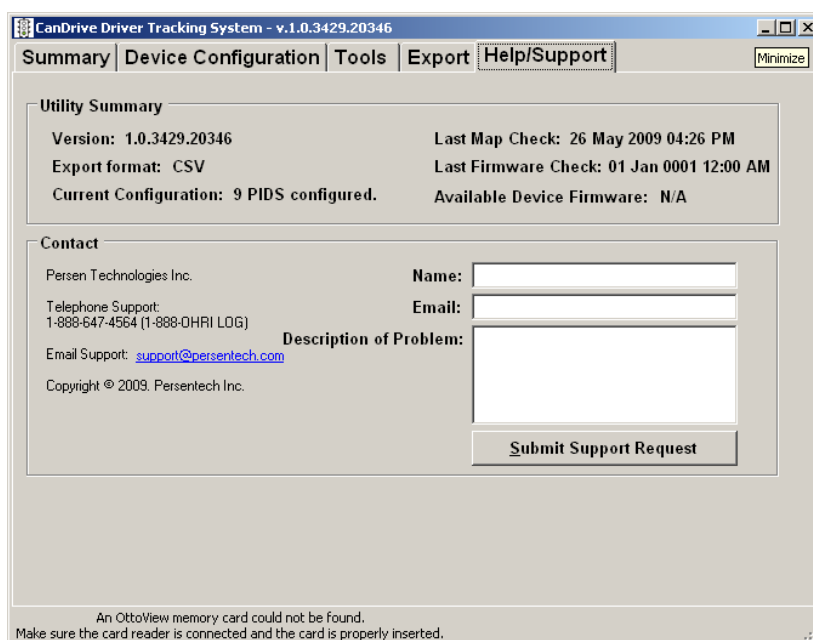 CanDrive Driver Tracking System - v.1.0.3429.20346
Summary Device Configuration Tools Export Help/Support
Minimize
Utility Summary
Version: 1.0.3429.20346
Last Map Check: 26 May 2009 04:26 PM
Export format: CSV
Last Firmware Check: 01 Jan 0001 12:00 AM
Current Configuration: 9 PIDS configured.
Available Device Firmware: N/A
Contact
Persen Technologies Inc.
Telephone Support:
1-888-647-4564 (1-888-OHRI LOG)
Email Support: support@persentech.com
Copyright © 2009. Persentech Inc.
Name:
Email:
Description of Problem:
Submit Support Request
An OttoView memory card could not be found.
Make sure the card reader is connected and the card is properly inserted.